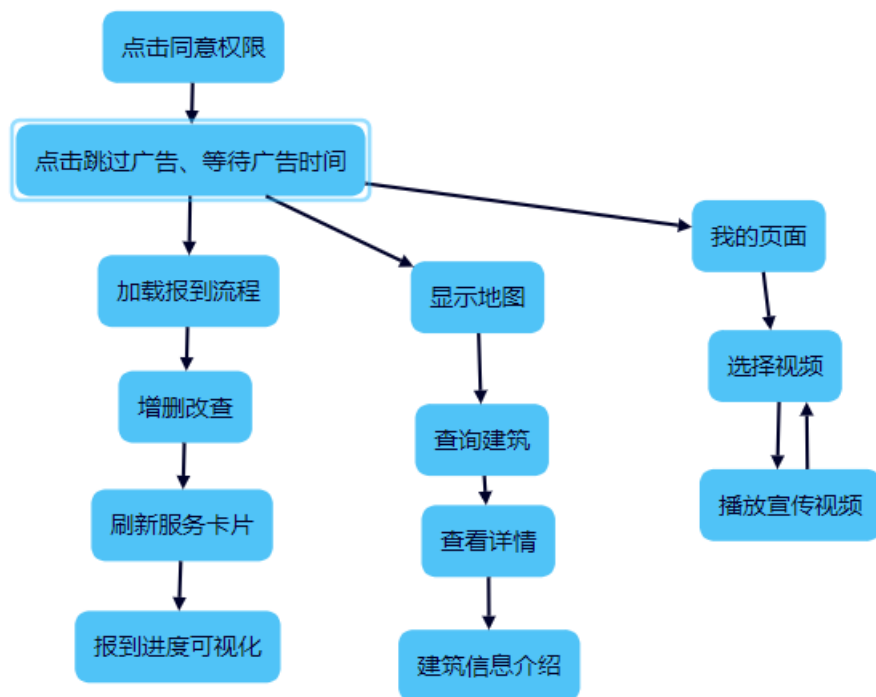 点击同意权限
点击跳过广告、等待广告时间
我的页面
加载报到流程
显示地图
选择视频
增删改查
查询建筑
播放宣传视频
刷新服务卡片
查看详情
报到进度可视化
建筑信息介绍